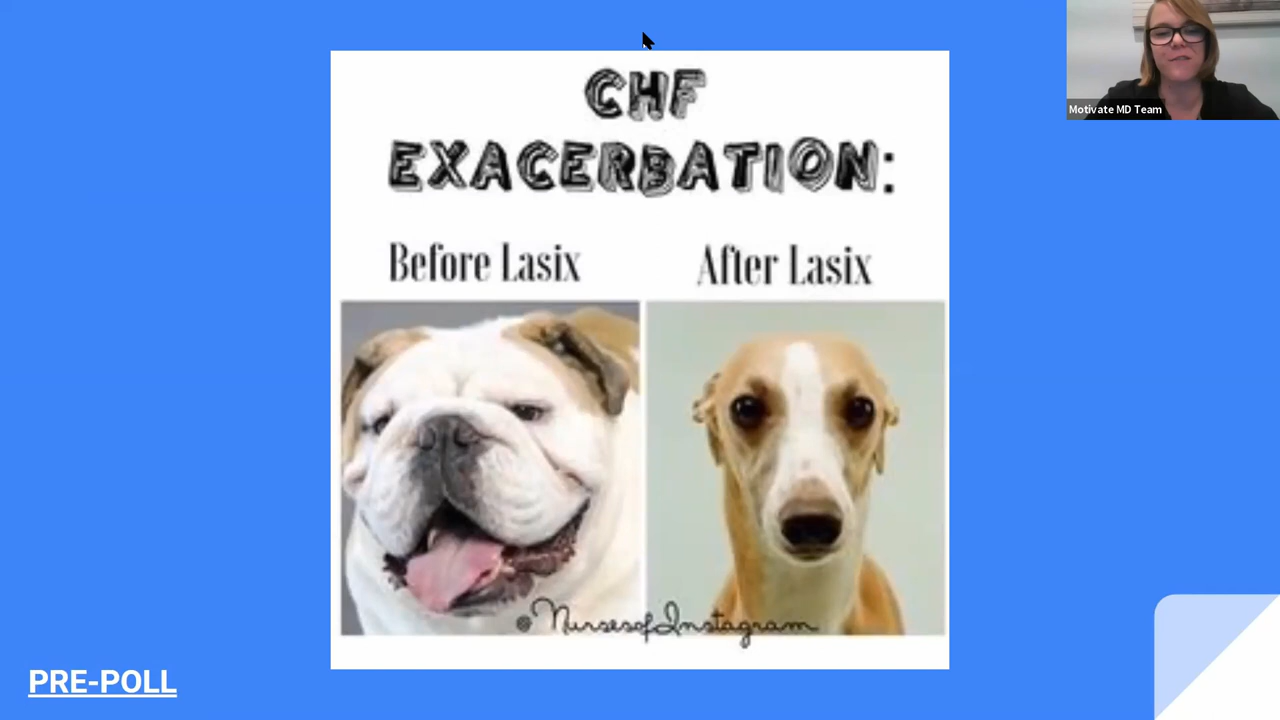 CHF
EXACERBATION:
Before Lasix
After Lasix
@NursesofInstagram
PRE-POLL
Motivate MD Team